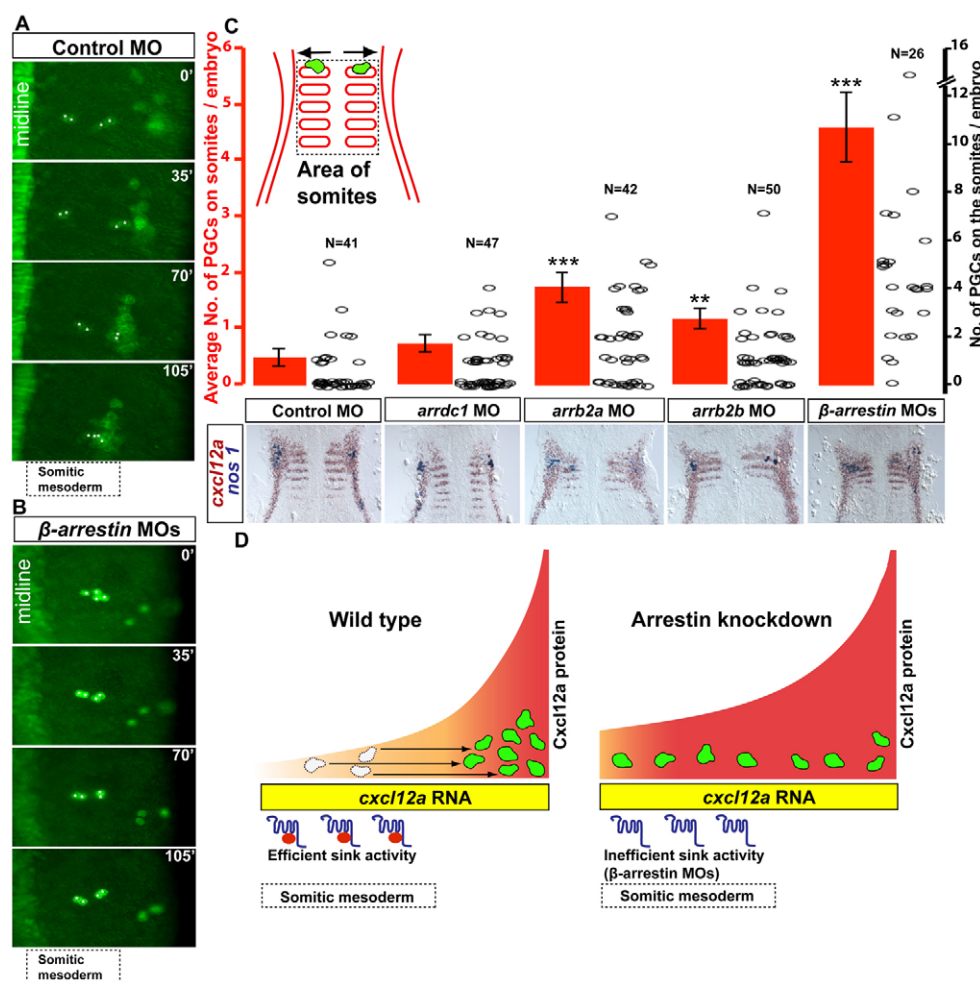 A
Control MO
midline
0'
35'
70'
105'
Somitic
mesoderm
B
β-arrestin MOs
midline
0'
35'
70'
105'
Somitic
mesoderm
C
Average No. of PGCs on somites / embryo
6
5
4
3
2
1
0
Area of
somites
N=41
N=47
N=42
N=50
N=26
***
**
***
No. of PGCs on the somites / embryo
16
12
10
8
6
4
2
0
Control MO
arrdc1 MO
arrb2a MO
arrb2b MO
β-arrestin MOs
cxcl12a
nos 1
D
Wild type
Cxcl12a protein
cxcl12a RNA
Efficient sink activity
Somitic mesoderm
Arrestin knockdown
Cxcl12a protein
cxcl12a RNA
Inefficient sink activity
(β-arrestin MOs)
Somitic mesoderm